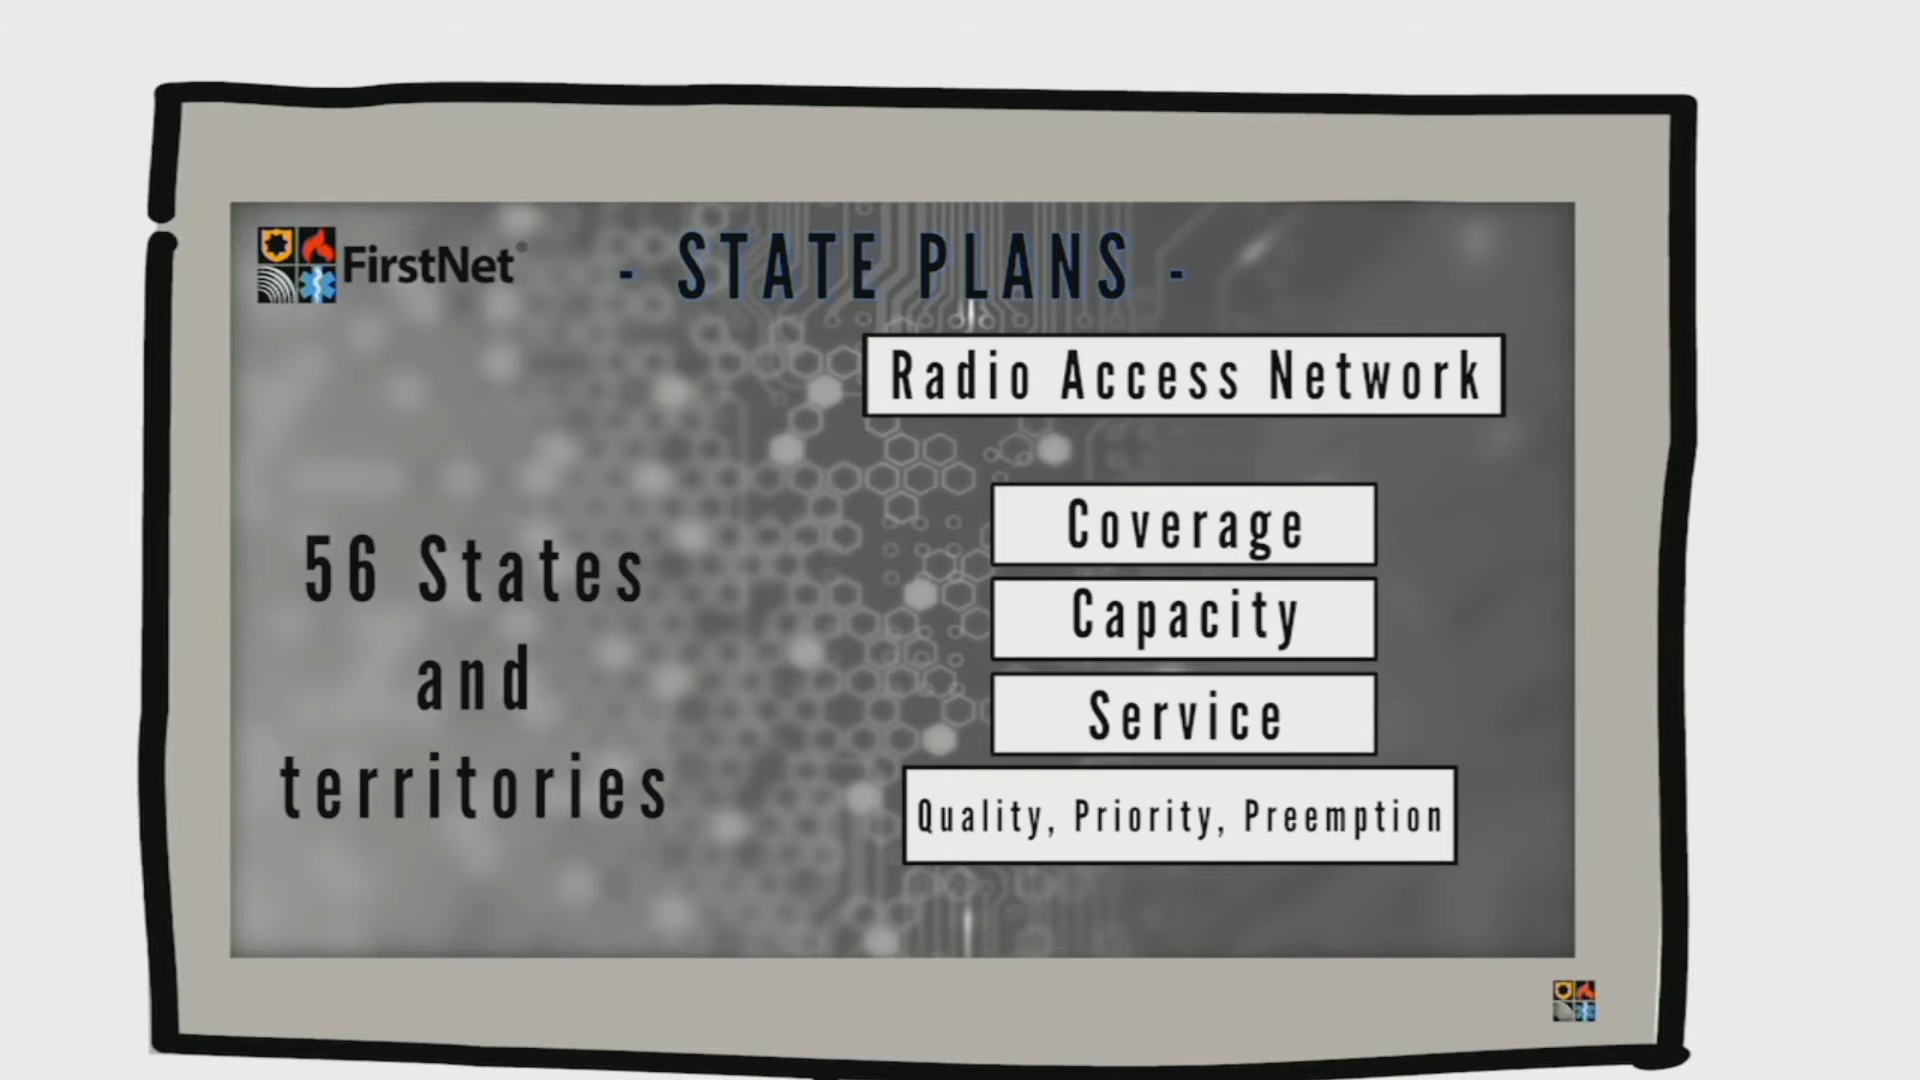 FirstNet®
- STATE PLANS -
Radio Access Network
56 States
and
territories
Coverage
Capacity
Service
Quality, Priority, Preemption